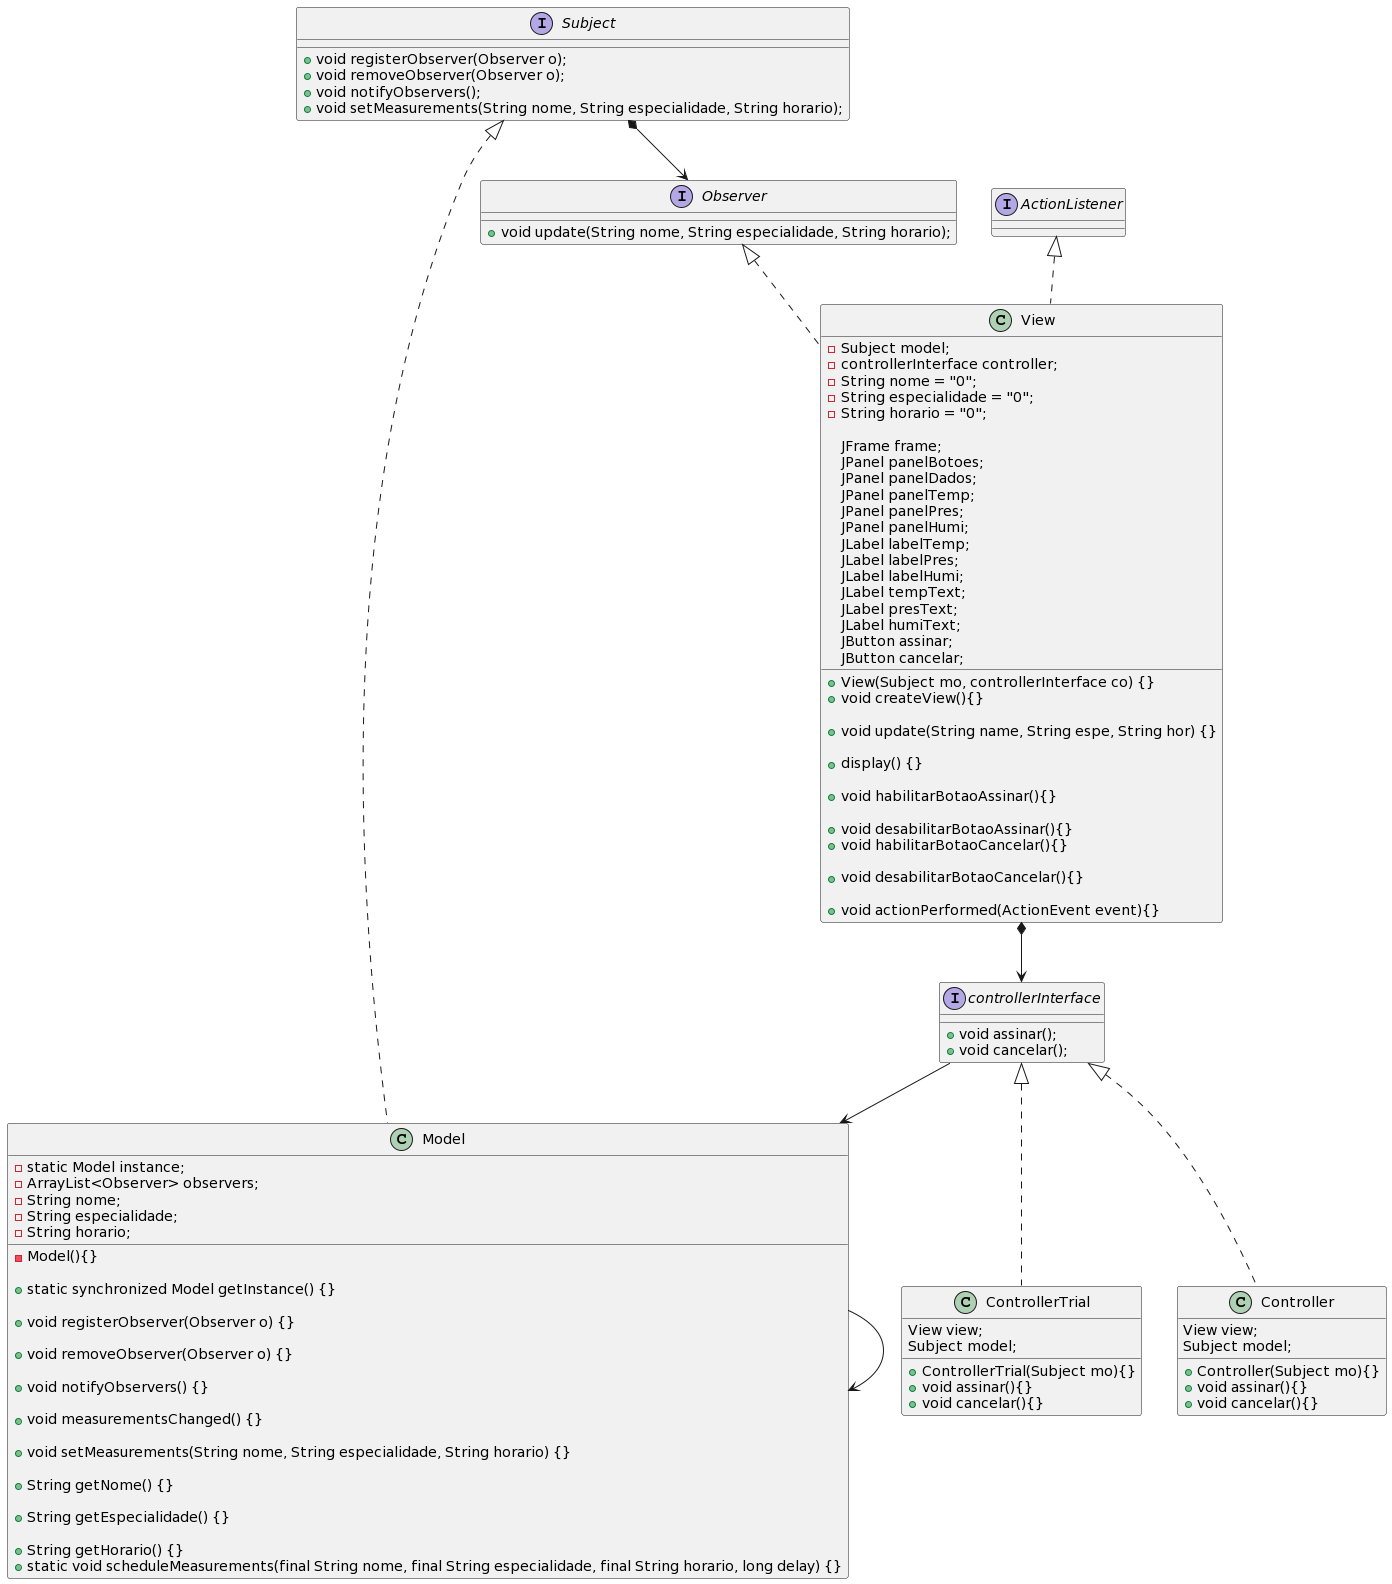 I Subject
void registerObserver(Observer o);
void removeObserver(Observer o);
void notifyObservers();
void setMeasurements(String nome, String especialidade, String horario);
I Observer
void update(String nome, String especialidade, String horario);
I ActionListener
C View
Subject model;
controllerInterface controller;
String nome = "0";
String especialidade = "0";
String horario = "0";
JFrame frame;
JPanel panelBotoes;
JPanel panelDados;
JPanel panelTemp;
JPanel panelPres;
JPanel panelHumi;
JLabel labelTemp;
JLabel labelPres;
JLabel labelHumi;
JLabel tempText;
JLabel presText;
JLabel humiText;
JButton assinar;
JButton cancelar;
View(Subject mo, controllerInterface co) {}
void createView(){}
void update(String name, String espe, String hor) {}
display() {}
void habilitarBotaoAssinar(){}
void desabilitarBotaoAssinar(){}
void habilitarBotaoCancelar(){}
void desabilitarBotaoCancelar(){}
void actionPerformed(ActionEvent event){}
I controllerInterface
void assinar();
void cancelar();
C Model
static Model instance;
ArrayList<Observer> observers;
String nome;
String especialidade;
String horario;
Model(){}
static synchronized Model getInstance() {}
void registerObserver(Observer o) {}
void removeObserver(Observer o) {}
void notifyObservers() {}
void measurementsChanged() {}
void setMeasurements(String nome, String especialidade, String horario) {}
String getNome() {}
String getEspecialidade() {}
String getHorario() {}
static void scheduleMeasurements(final String nome, final String especialidade, final String horario, long delay) {}
C ControllerTrial
View view;
Subject model;
ControllerTrial(Subject mo){}
void assinar(){}
void cancelar(){}
C Controller
View view;
Subject model;
Controller(Subject mo){}
void assinar(){}
void cancelar(){}